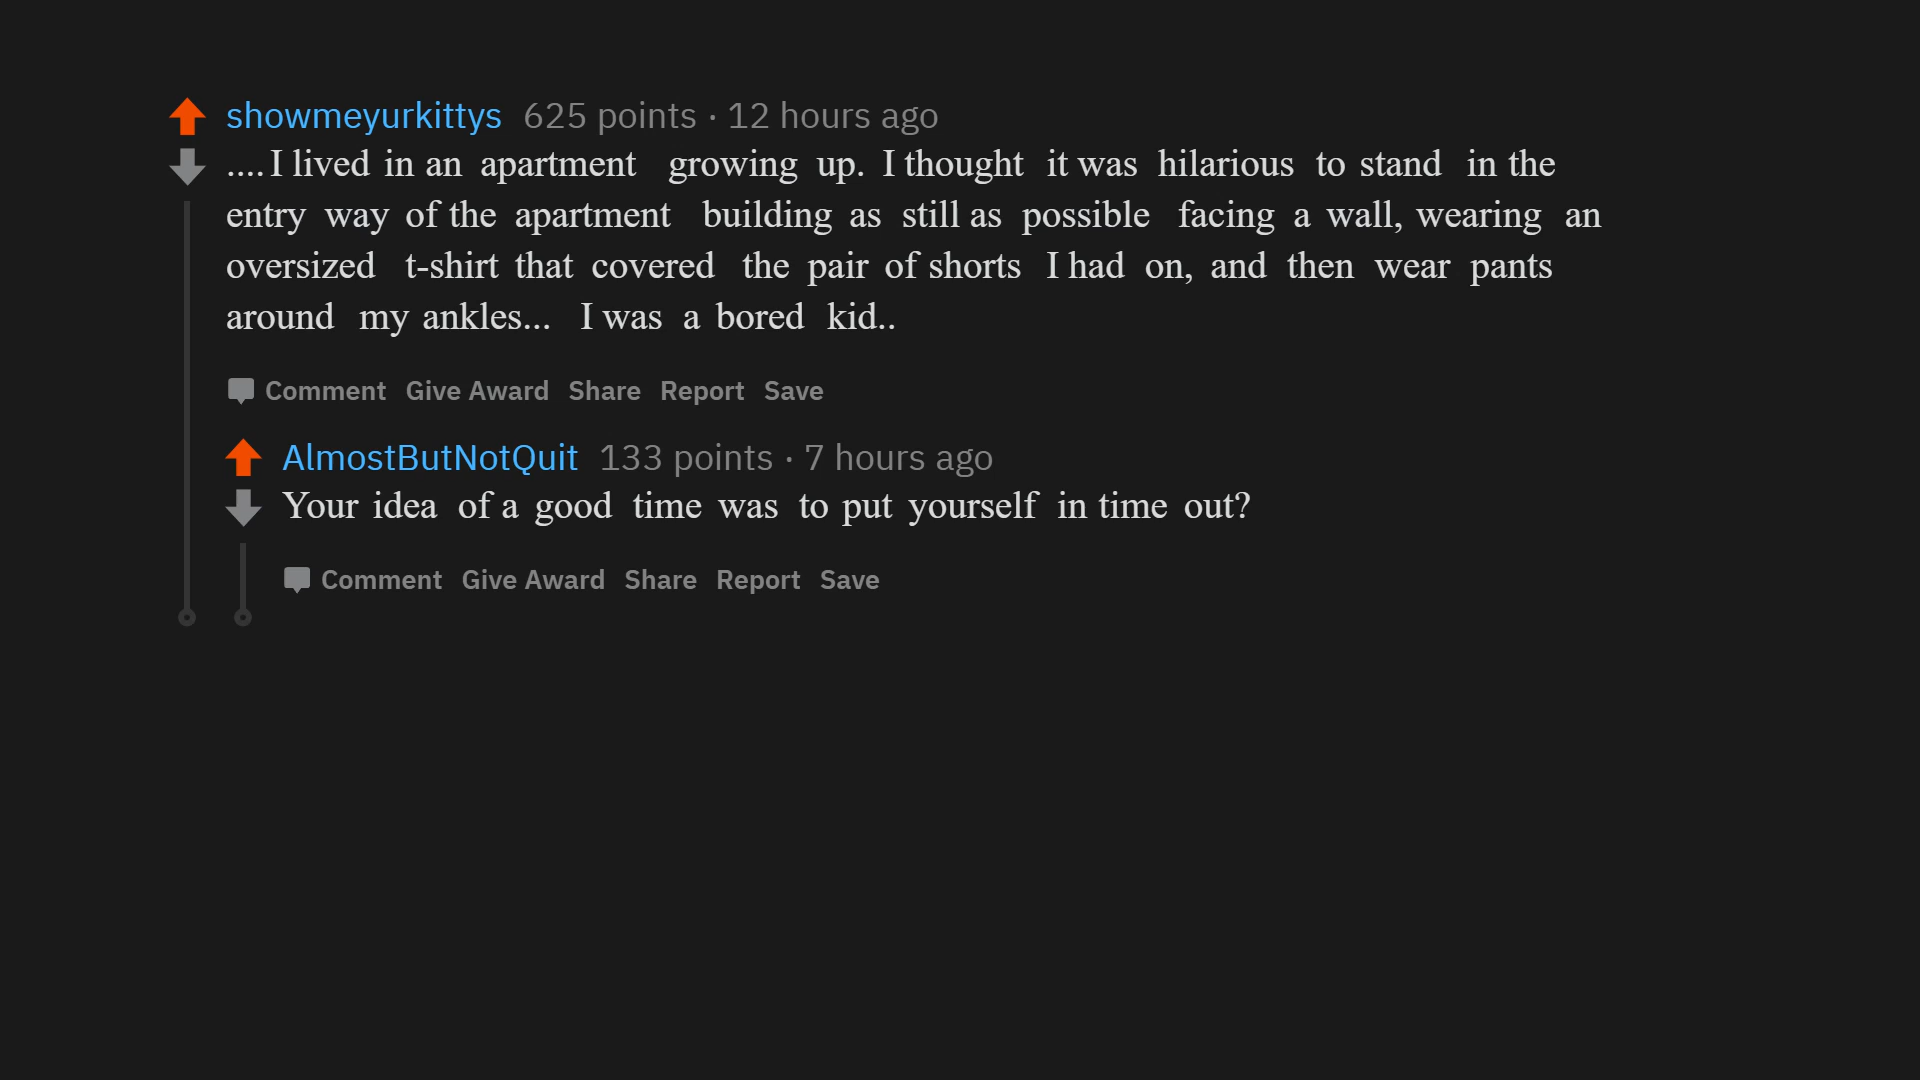 showmeyurkittys 625 points · 12 hours ago
....I lived in an apartment growing up. I thought it was hilarious to stand in the
entry way of the apartment building as still as possible facing a wall, wearing an
oversized t-shirt that covered the pair of shorts I had on, and then wear pants
around my ankles... I was a bored kid..
Comment Give Award Share Report Save
AlmostButNotQuit 133 points · 7 hours ago
Your idea of a good time was to put yourself in time out?
Comment Give Award Share Report Save